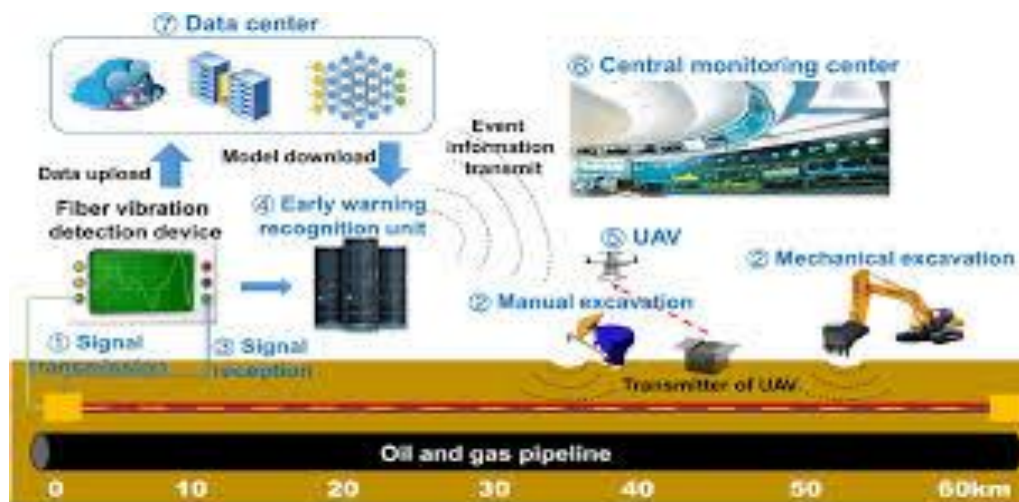 ⑦ Data center
⑥ Central monitoring center
Event
information
transmit
Model download
Data upload
Fiber vibration
detection device
④ Early warning
recognition unit
⑤ UAV
② Mechanical excavation
② Manual excavation
① Signal
transmission
③ Signal
reception
Transmitter of UAV
Oil and gas pipeline
0 10 20 30 40 50 60km